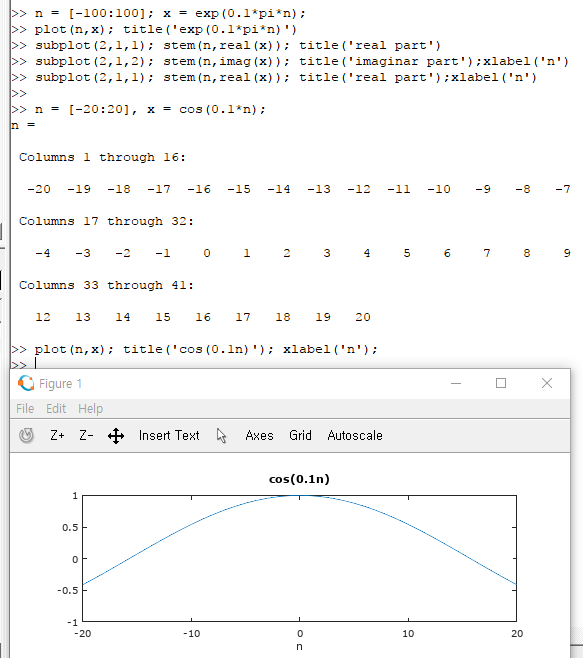 >> n = [-100:100]; x = exp(0.1*pi*n);
>> plot(n,x); title('exp(0.1*pi*n)')
>> subplot(2,1,1); stem(n,real(x)); title('real part')
>> subplot(2,1,2); stem(n,imag(x)); title('imaginar part');xlabel('n')
>> subplot(2,1,1); stem(n,real(x)); title('real part');xlabel('n')
>>
>> n = [-20:20], x = cos(0.1*n);
n =
Columns 1 through 16:
-20 -19 -18 -17 -16 -15 -14 -13 -12 -11 -10 -9 -8 -7
Columns 17 through 32:
-4 -3 -2 -1 0 1 2 3 4 5 6 7 8 9
Columns 33 through 41:
12 13 14 15 16 17 18 19 20
>> plot(n,x); title('cos(0.1n)'); xlabel('n');
>>
Figure 1
File Edit Help
Z+ Z- Insert Text Axes Grid Autoscale
cos(0.1n)
1
0.5
0
-0.5
-1
-20 -10 0 10 20
n